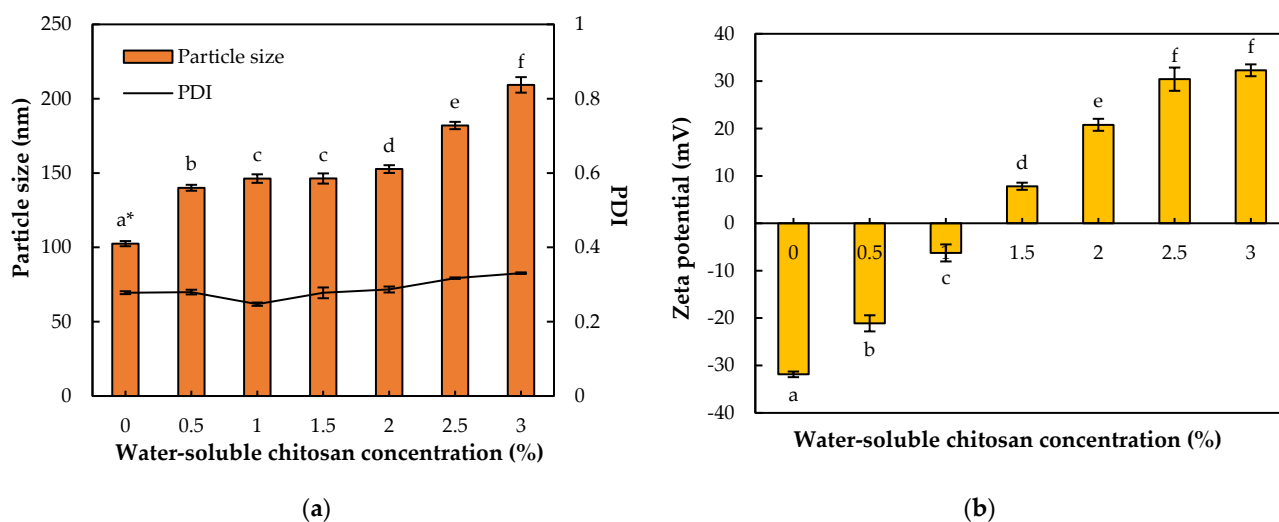 250
200
150
100
50
0
Particle size (nm)
Particle size
PDI
a*
b
c
c
d
e
f
1
0.8
0.6
0.4
0.2
0
PDI
0 0.5 1 1.5 2 2.5 3
Water-soluble chitosan concentration (%)
(a)
40
30
20
10
0
-10
-20
-30
-40
Zeta potential (mV)
a
b
c
d
e
f
f
0 0.5 1 1.5 2 2.5 3
Water-soluble chitosan concentration (%)
(b)